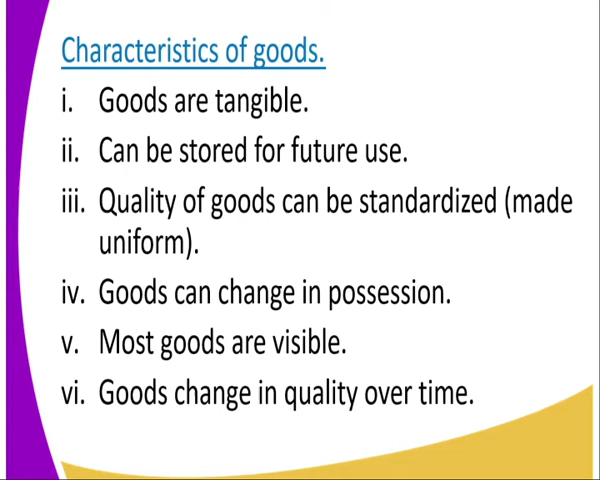 Characteristics of goods.
i. Goods are tangible.
ii. Can be stored for future use.
iii. Quality of goods can be standardized (made
uniform).
iv. Goods can change in possession.
v. Most goods are visible.
vi. Goods change in quality over time.